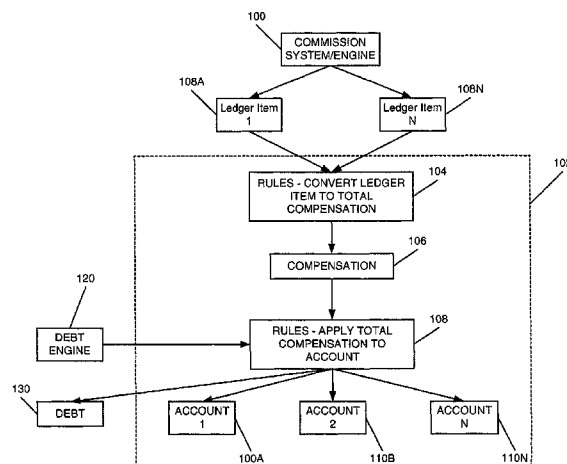 100
COMMISSION
SYSTEM/ENGINE
108A
108N
Ledger Item
1
Ledger Item
N
RULES - CONVERT LEDGER
ITEM TO TOTAL
COMPENSATION
104
106
COMPENSATION
120
DEBT
ENGINE
RULES - APPLY TOTAL
COMPENSATION TO
ACCOUNT
108
130
DEBT
ACCOUNT
1
ACCOUNT
2
ACCOUNT
N
100A
110B
110N